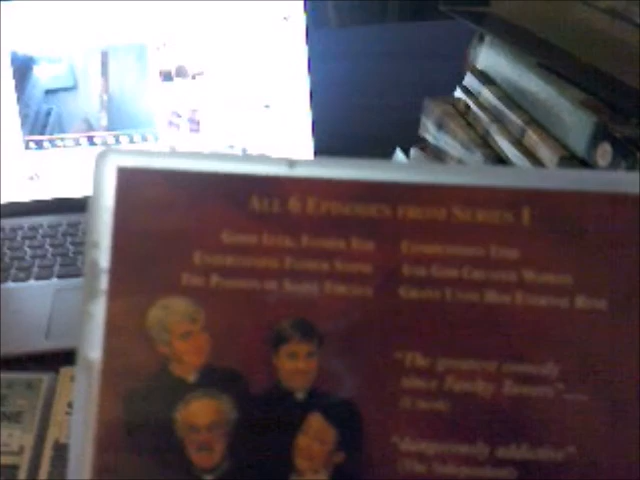 ALL 6 EPISODES FROM SERIES 1
GOOD LUCK, FATHER TED
ENTERTAINING FATHER STONE
THE PASSION OF SAINT TIBULUS
COMPETITION TIME
AND GOD CREATED WOMAN
GRANT UNTO HIM ETERNAL REST
"The greatest comedy
since Fawlty Towers"
"dangerously addictive"
(The Independent)